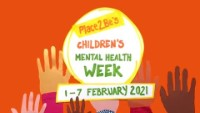 Place2Be's
CHILDREN'S
MENTAL HEALTH
WEEK
1-7 FEBRUARY 2021